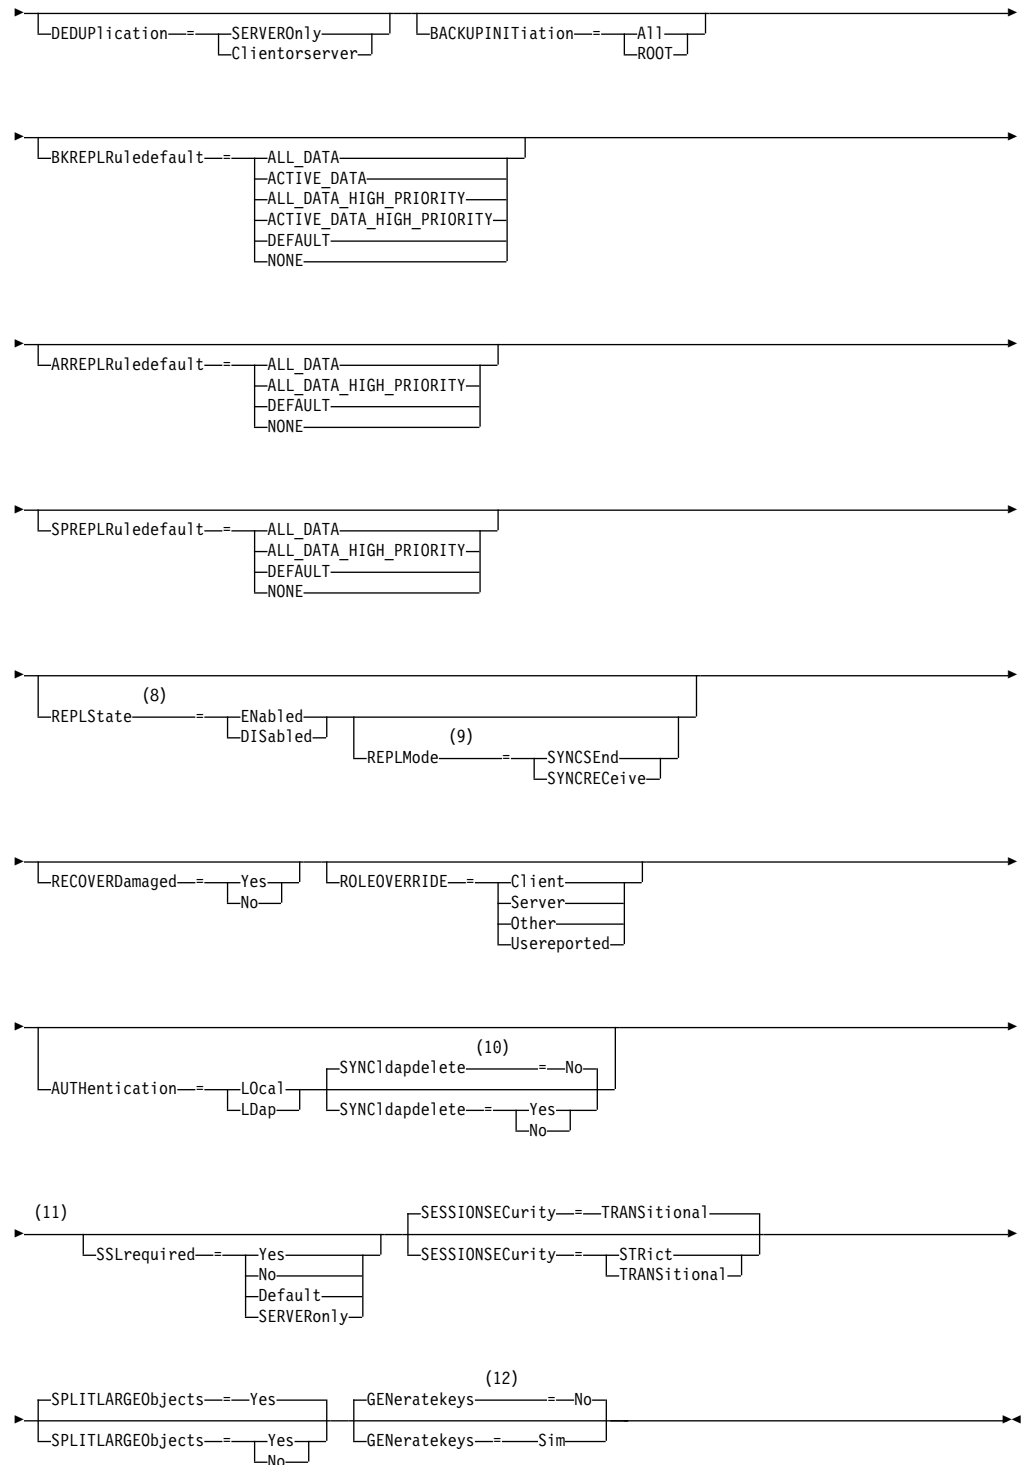 DEDUPlication = SERVEROnly BACKUPINITiation = All
Clientorserver ROOT
BKREPLRuledefault = ALL_DATA
ACTIVE_DATA
ALL_DATA_HIGH_PRIORITY
ACTIVE_DATA_HIGH_PRIORITY
DEFAULT
NONE
ARREPLRuledefault = ALL_DATA
ALL_DATA_HIGH_PRIORITY
DEFAULT
NONE
SPREPLRuledefault = ALL_DATA
ALL_DATA_HIGH_PRIORITY
DEFAULT
NONE
(8)
REPLState = ENabled
DISabled (9)
REPLMode = SYNCSEnd
SYNCRECeive
RECOVERDamaged = Yes ROLEOVERRIDE = Client
No Server
Other
Usereported
(10)
SYNCldapdelete = No
AUTHentication = LOcal
LDap SYNCldapdelete = Yes
No
(11) SESSIONSECurity = TRANSitional
SSLrequired = Yes SESSIONSECurity = STRict
No TRANSitional
Default
SERVERonly
(12)
SPLITLARGEObjects = Yes GENeratekeys = No
SPLITLARGEObjects = Yes GENeratekeys = Sim
No